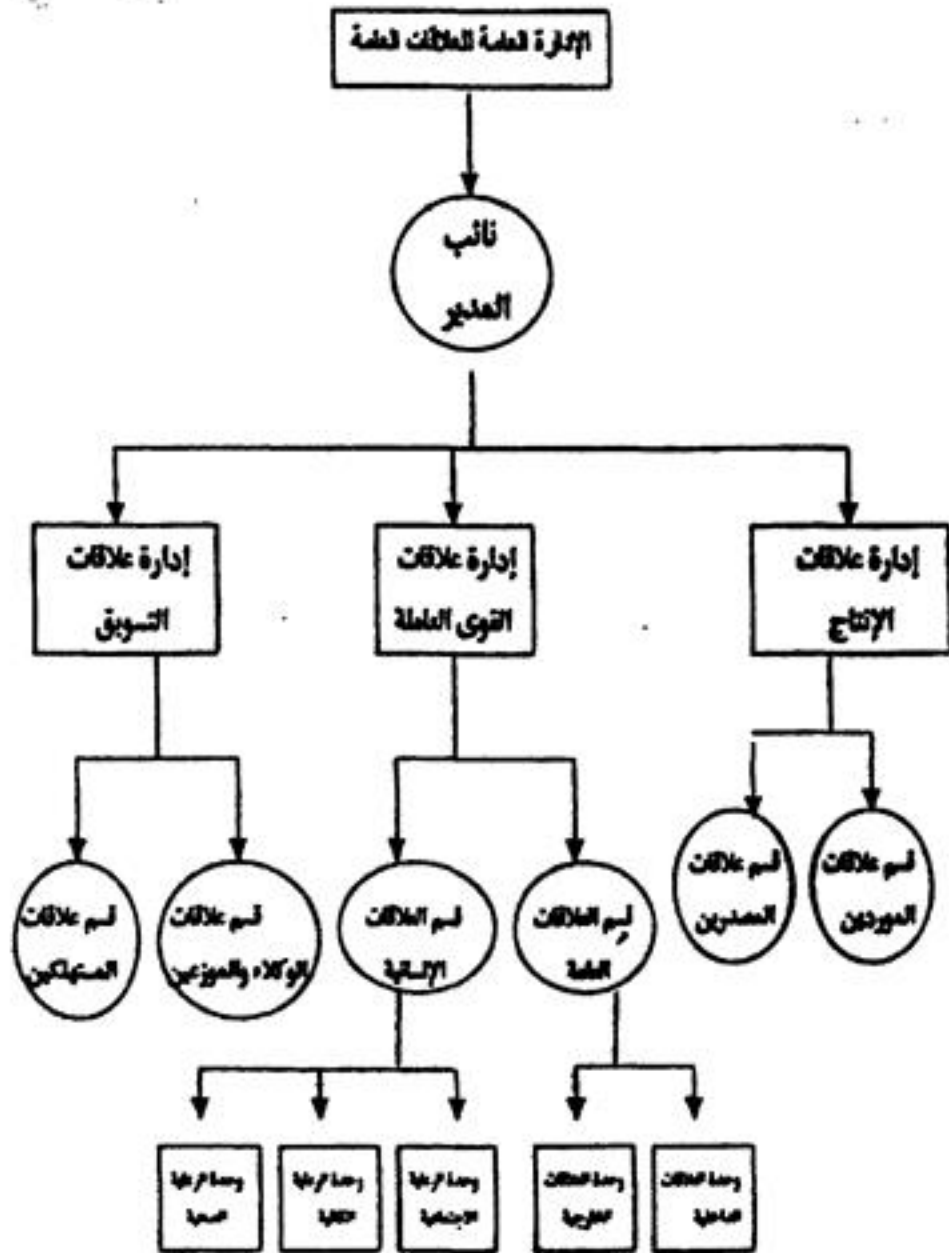 الإدارة العامة للعلاقات العامة
نائب
المدير
إدارة علاقات
الإنتاج
إدارة علاقات
القوى العاملة
إدارة علاقات
التسويق
قسم علاقات
الموردين
قسم علاقات
المصدرين
قسم العلاقات
العامة
قسم العلاقات
الإنسانية
قسم علاقات
الوكلاء والموزعين
قسم علاقات
المستهلكين
وحدة العلاقات
الداخلية
وحدة العلاقات
الخارجية
وحدة الرعاية
الاجتماعية
وحدة الرعاية
الثقافية
وحدة الرعاية
الصحية